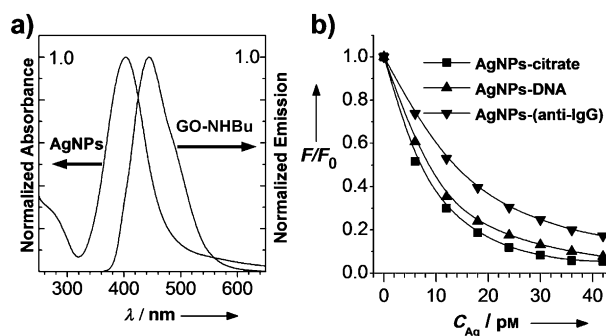 a)
1.0
1.0
AgNPs
GO-NHBu
Normalized Absorbance
Normalized Emission
300 400 500 600
λ / nm
b)
AgNPs-citrate
AgNPs-DNA
AgNPs-(anti-IgG)
F/F0
1.0
0.8
0.6
0.4
0.2
0.0
0 10 20 30 40
CAg / pM